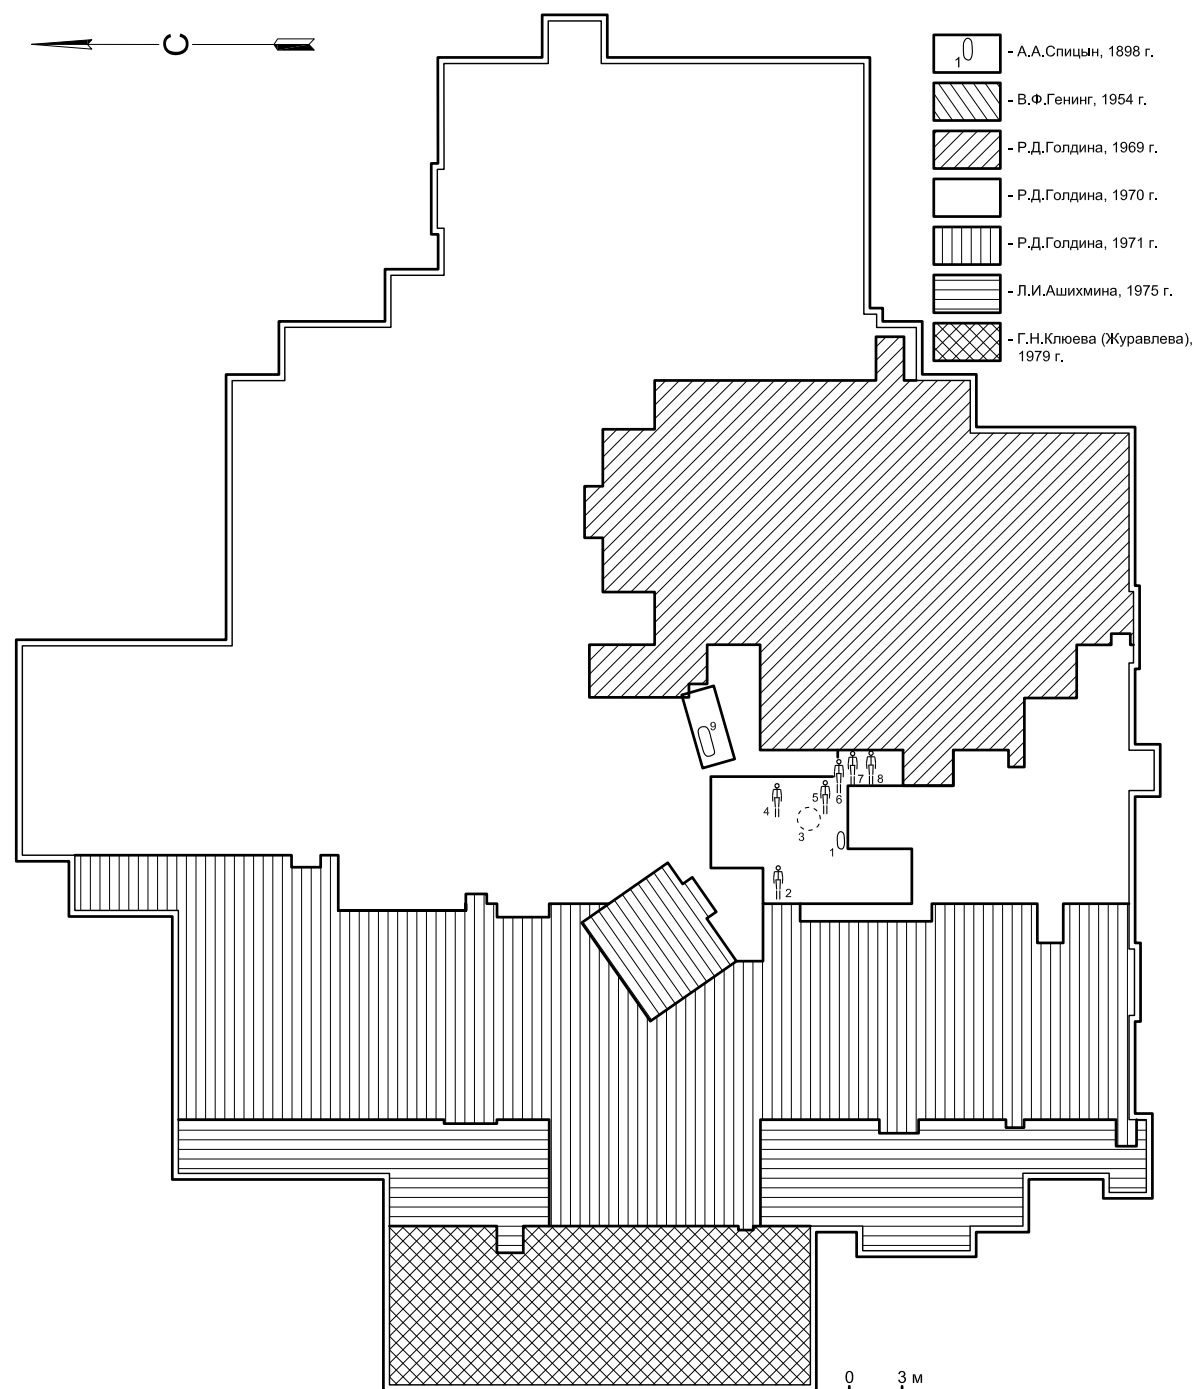 С
1
- А.А.Спицын, 1898 г.
- В.Ф.Генинг, 1954 г.
- Р.Д.Голдина, 1969 г.
- Р.Д.Голдина, 1970 г.
- Р.Д.Голдина, 1971 г.
- Л.И.Ашихмина, 1975 г.
- Г.Н.Клюева (Журавлева),
1979 г.
9
7 8
6
5
4
3
1
2
0 3 м